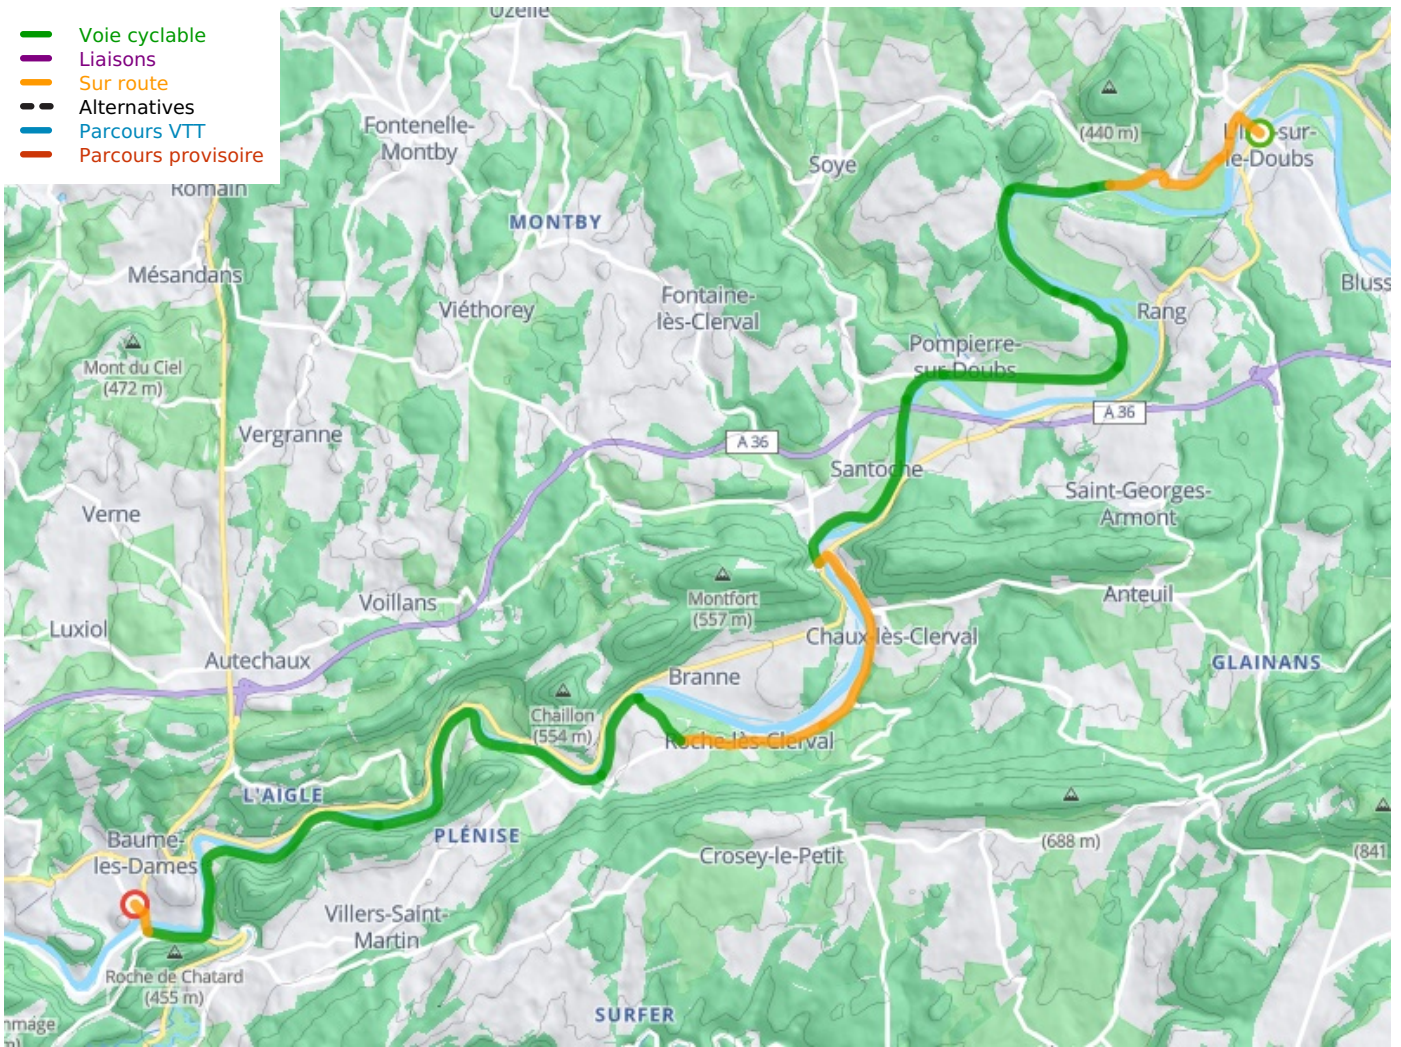 Uzelle
Voie cyclable
Liaisons
Sur route
Alternatives
Parcours VTT
Parcours provisoire
Fontenelle-
Montby
Soye
(440 m)
-sur-
le-Doubs
Romain
MONTBY
Mésandans
Viéthorey
Fontaine-
lès-Clerval
Rang
Bluss
Mont du Ciel
(472 m)
Pompierre-
sur-Doubs
A 36
Vergranne
A 36
Santoche
Verne
Saint-Georges-
Armont
Voillans
Montfort
(557 m)
Anteuil
Luxiol
Chaux-lès-Clerval
Autechaux
Branne
GLAINANS
Chaillon
(554 m)
Roche-lès-Clerval
L'AIGLE
PLÉNISE
Baume-
les-Dames
(688 m)
Crosey-le-Petit
(841
Villers-Saint-
Martin
Roche de Chatard
(455 m)
SURFER
mmage
m)